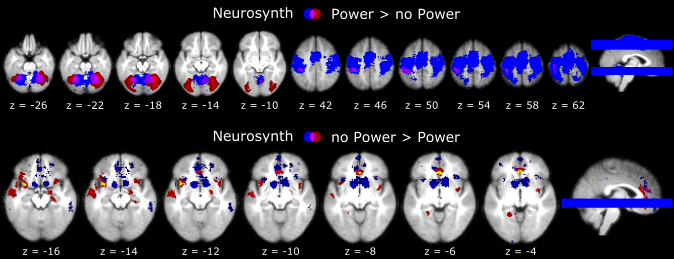 Neurosynth Power > no Power
z = -26 z = -22 z = -18 z = -14 z = -10 z = 42 z = 46 z = 50 z = 54 z = 58 z = 62
Neurosynth no Power > Power
z = -16 z = -14 z = -12 z = -10 z = -8 z = -6 z = -4